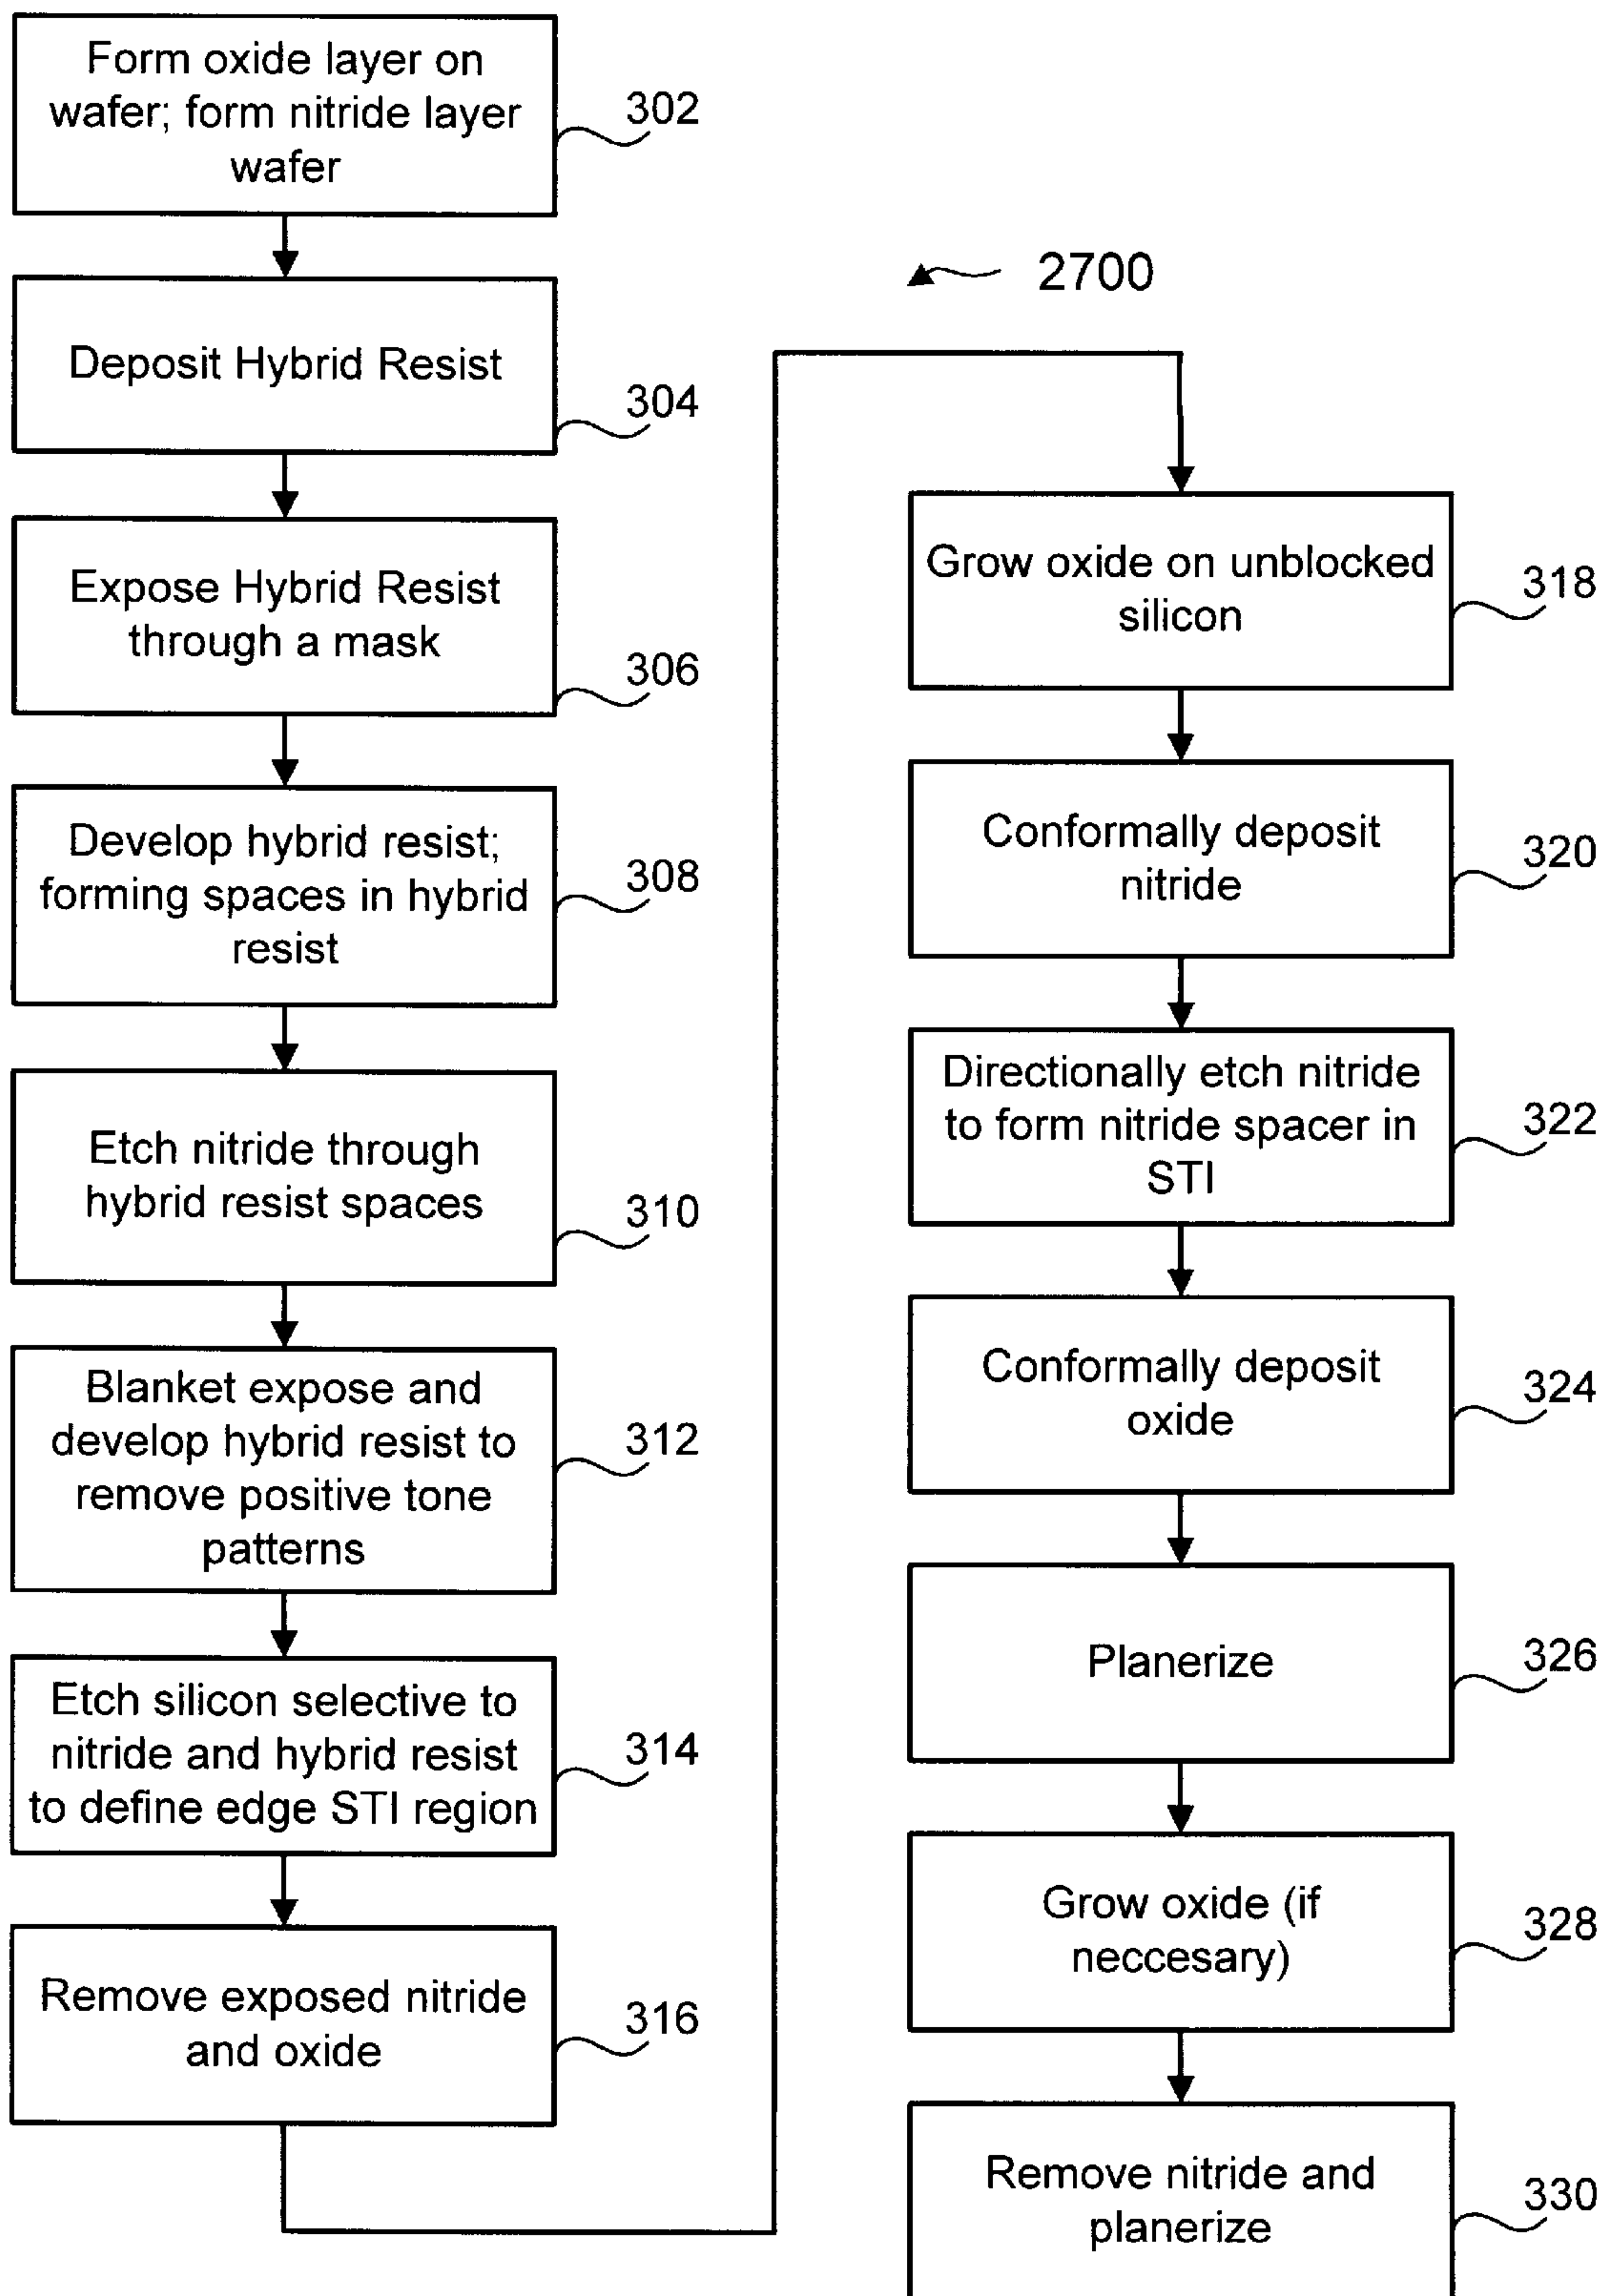 Form oxide layer on
wafer; form nitride layer
wafer
302
Deposit Hybrid Resist
304
Expose Hybrid Resist
through a mask
306
Develop hybrid resist;
forming spaces in hybrid
resist
308
Etch nitride through
hybrid resist spaces
310
Blanket expose and
develop hybrid resist to
remove positive tone
patterns
312
Etch silicon selective to
nitride and hybrid resist
to define edge STI region
314
Remove exposed nitride
and oxide
316
2700
Grow oxide on unblocked
silicon
318
Conformally deposit
nitride
320
Directionally etch nitride
to form nitride spacer in
STI
322
Conformally deposit
oxide
324
Planerize
326
Grow oxide (if
neccesary)
328
Remove nitride and
planerize
330